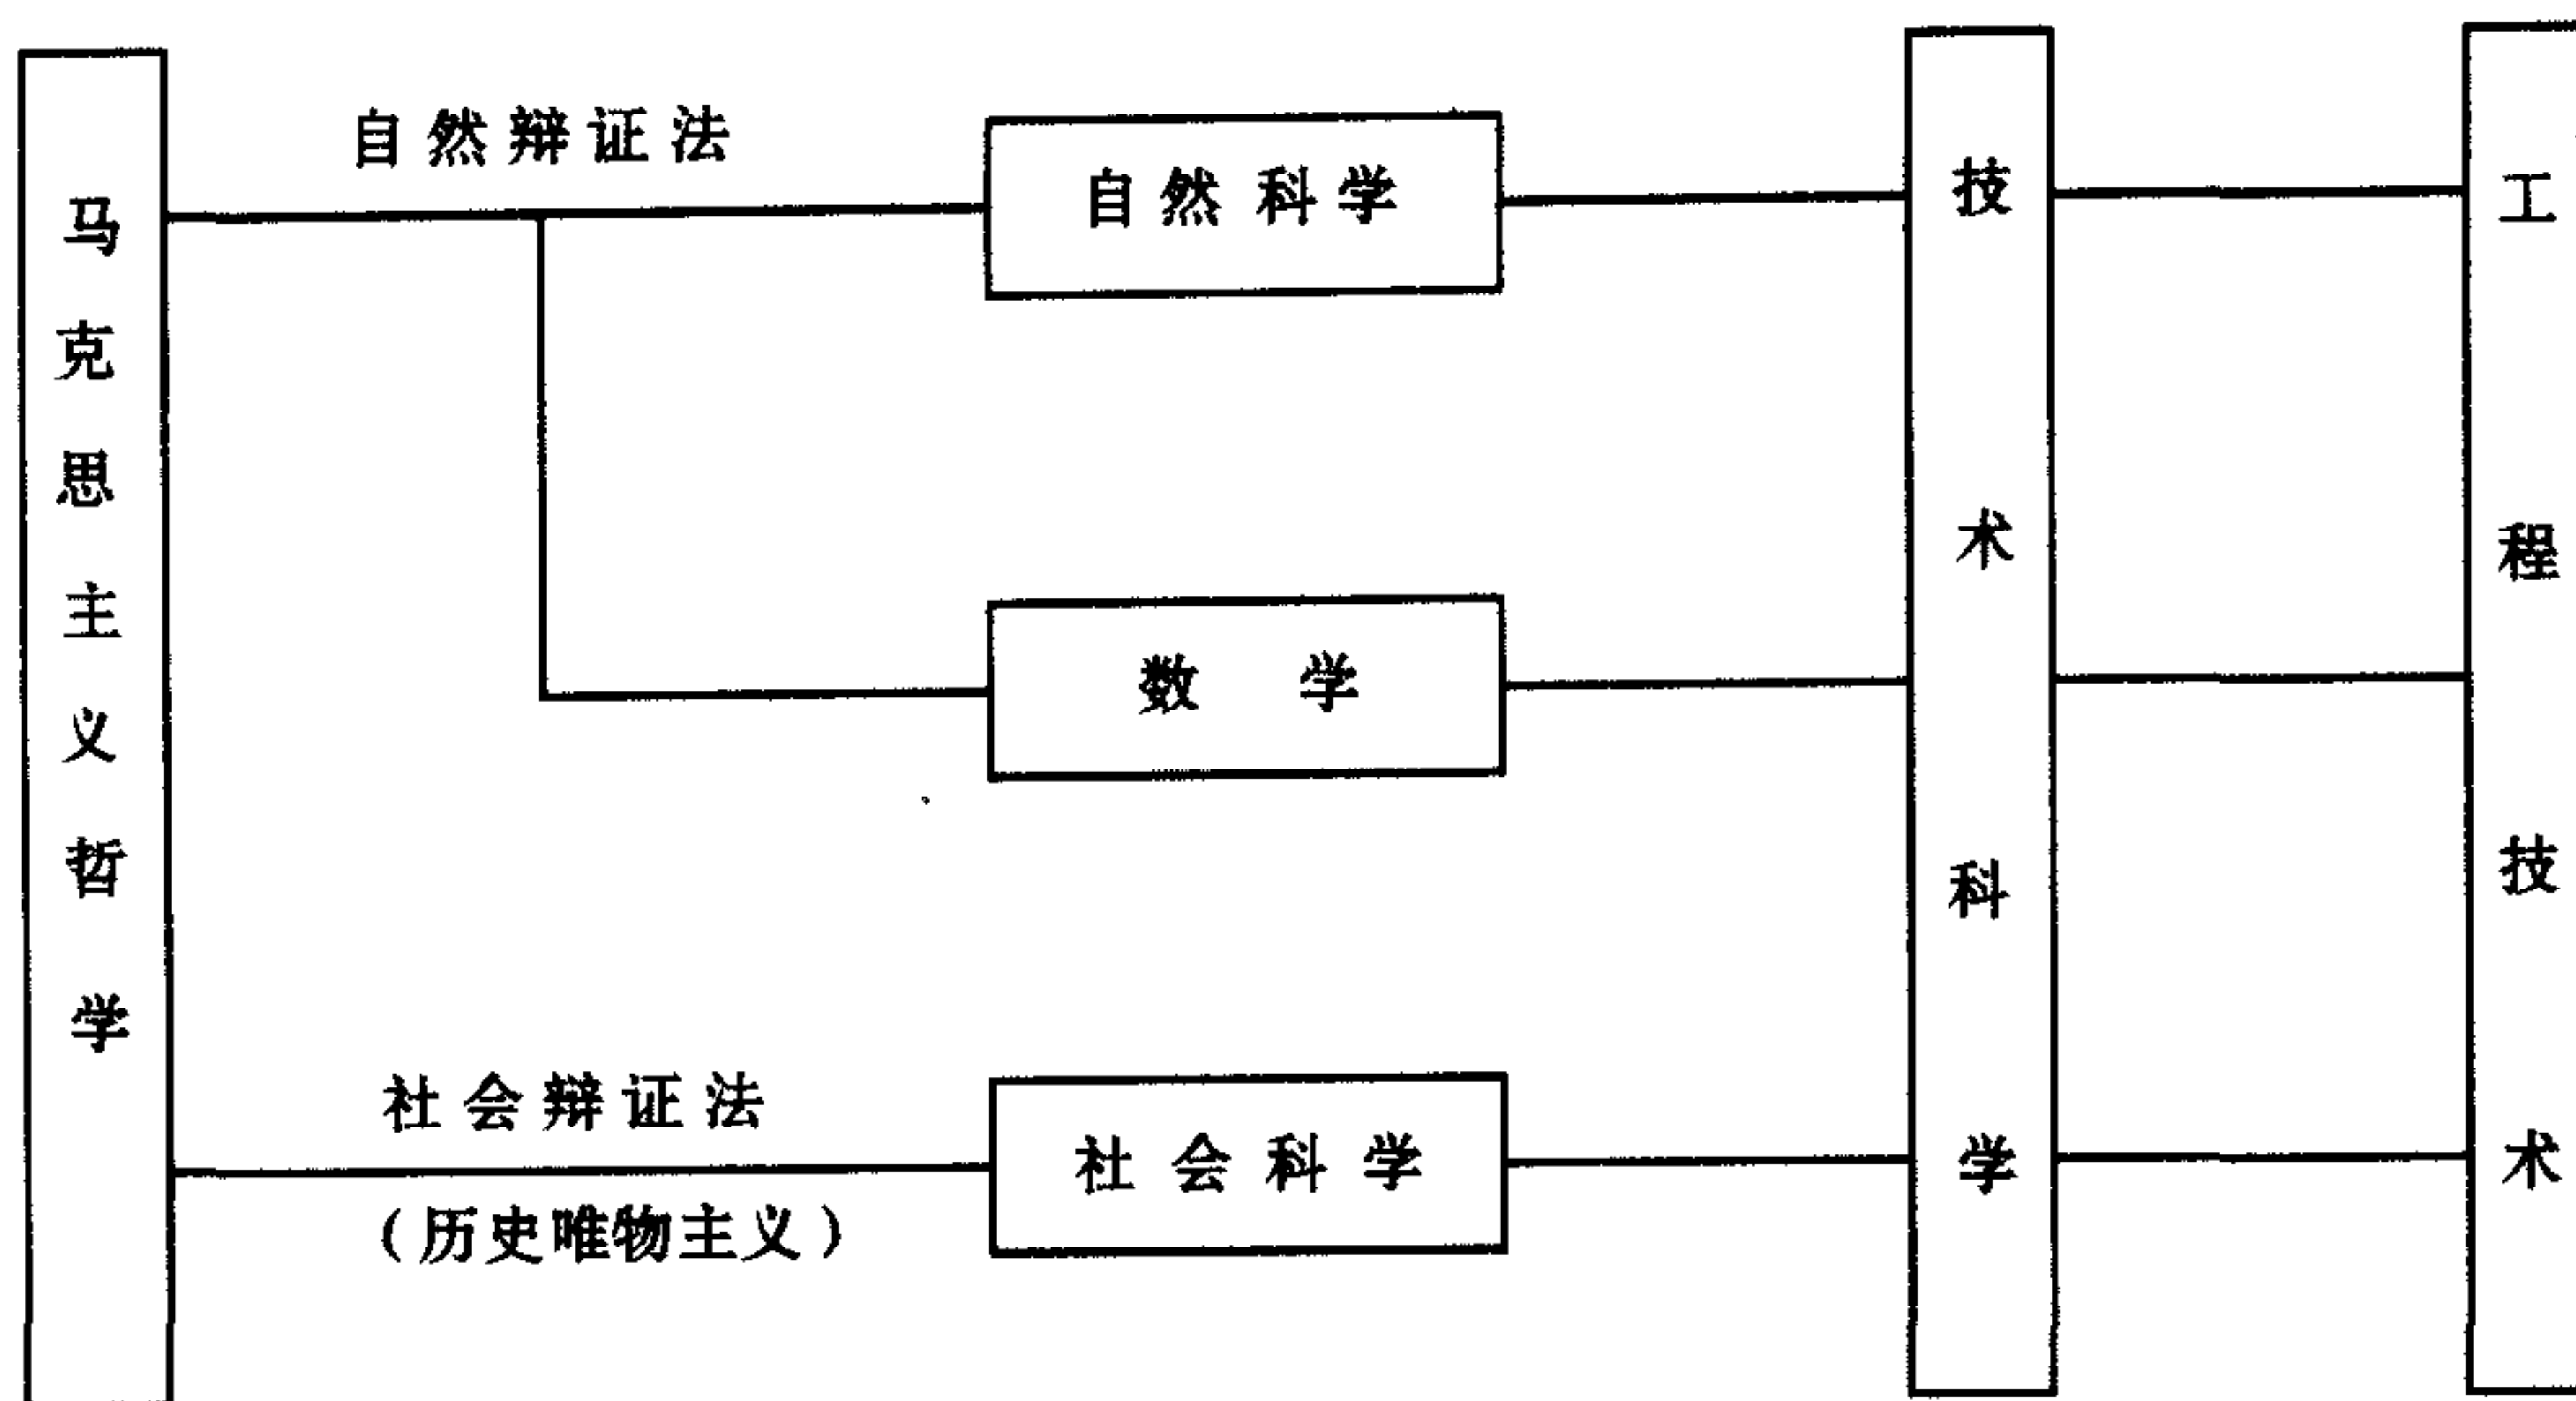 马克思主义哲学
自然辩证法
自然科学
数学
社会辩证法
(历史唯物主义)
社会科学
技术科学
工程技术